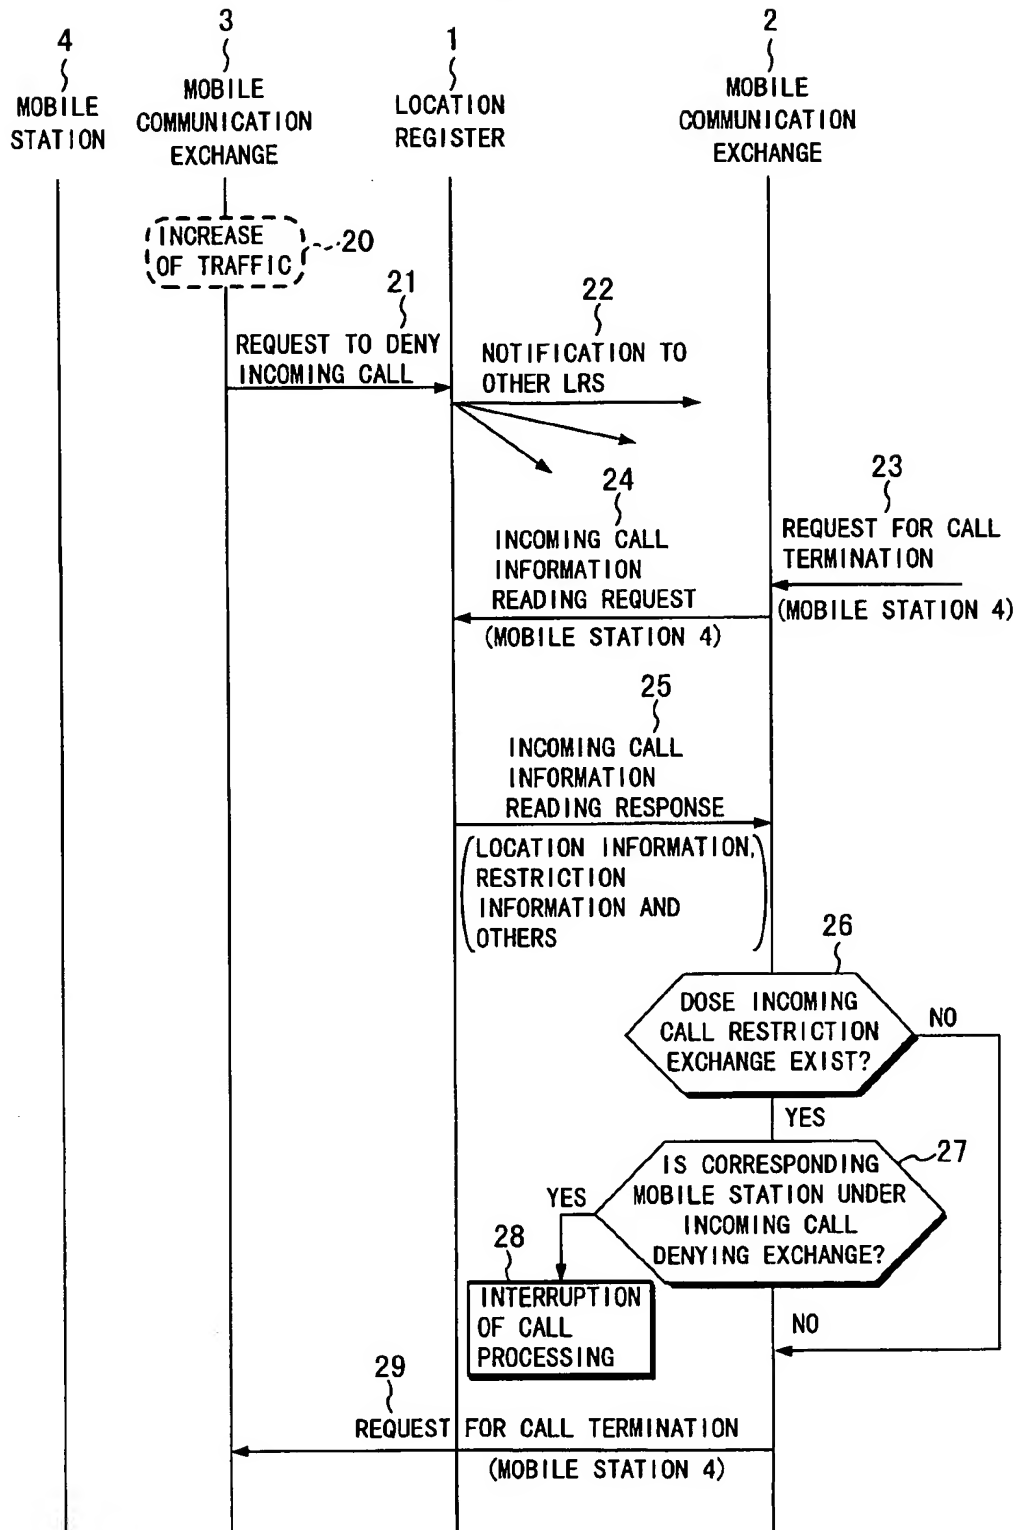 4
MOBILE
STATION
3
MOBILE
COMMUNICATION
EXCHANGE
1
LOCATION
REGISTER
2
MOBILE
COMMUNICATION
EXCHANGE
INCREASE
OF TRAFFIC
20
21
REQUEST TO DENY
INCOMING CALL
22
NOTIFICATION TO
OTHER LRS
23
REQUEST FOR CALL
TERMINATION
(MOBILE STATION 4)
24
INCOMING CALL
INFORMATION
READING REQUEST
(MOBILE STATION 4)
25
INCOMING CALL
INFORMATION
READING RESPONSE
(LOCATION INFORMATION,
RESTRICTION
INFORMATION AND
OTHERS)
26
DOSE INCOMING
CALL RESTRICTION
EXCHANGE EXIST?
NO
YES
27
IS CORRESPONDING
MOBILE STATION UNDER
INCOMING CALL
DENYING EXCHANGE?
YES
28
INTERRUPTION
OF CALL
PROCESSING
NO
29
REQUEST FOR CALL TERMINATION
(MOBILE STATION 4)